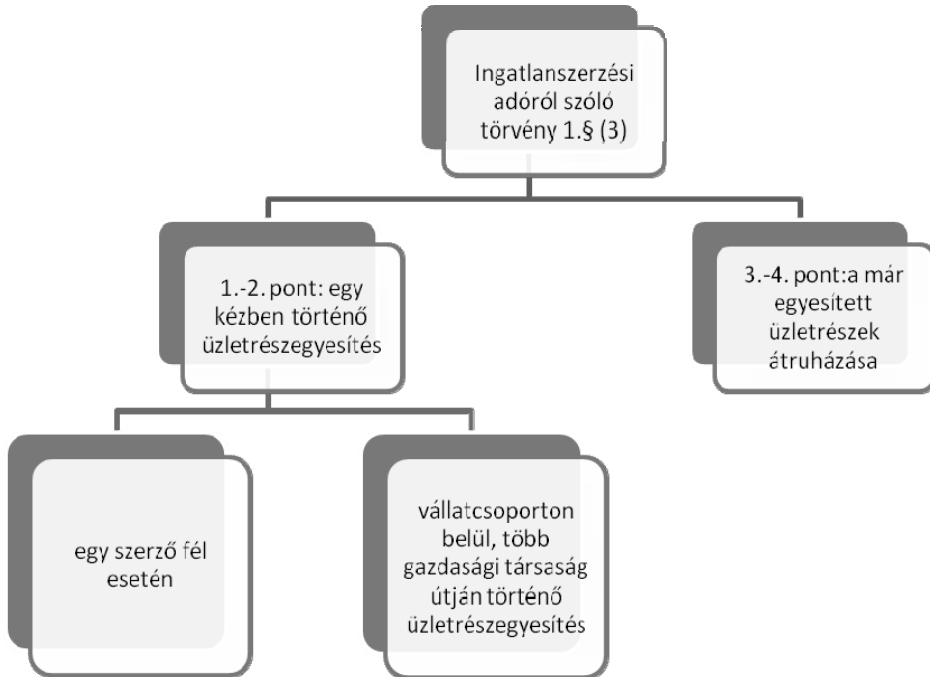 Ingatlanszerzési
adóról szóló
törvény 1.§ (3)
1.-2. pont: egy
kézben történő
üzletrészegyesítés
3.-4. pont:a már
egyesített
üzletrészek
átruházása
egy szerző fél
esetén
vállatcsoporton
belül, több
gazdasági társaság
útján történő
üzletrészegyesítés